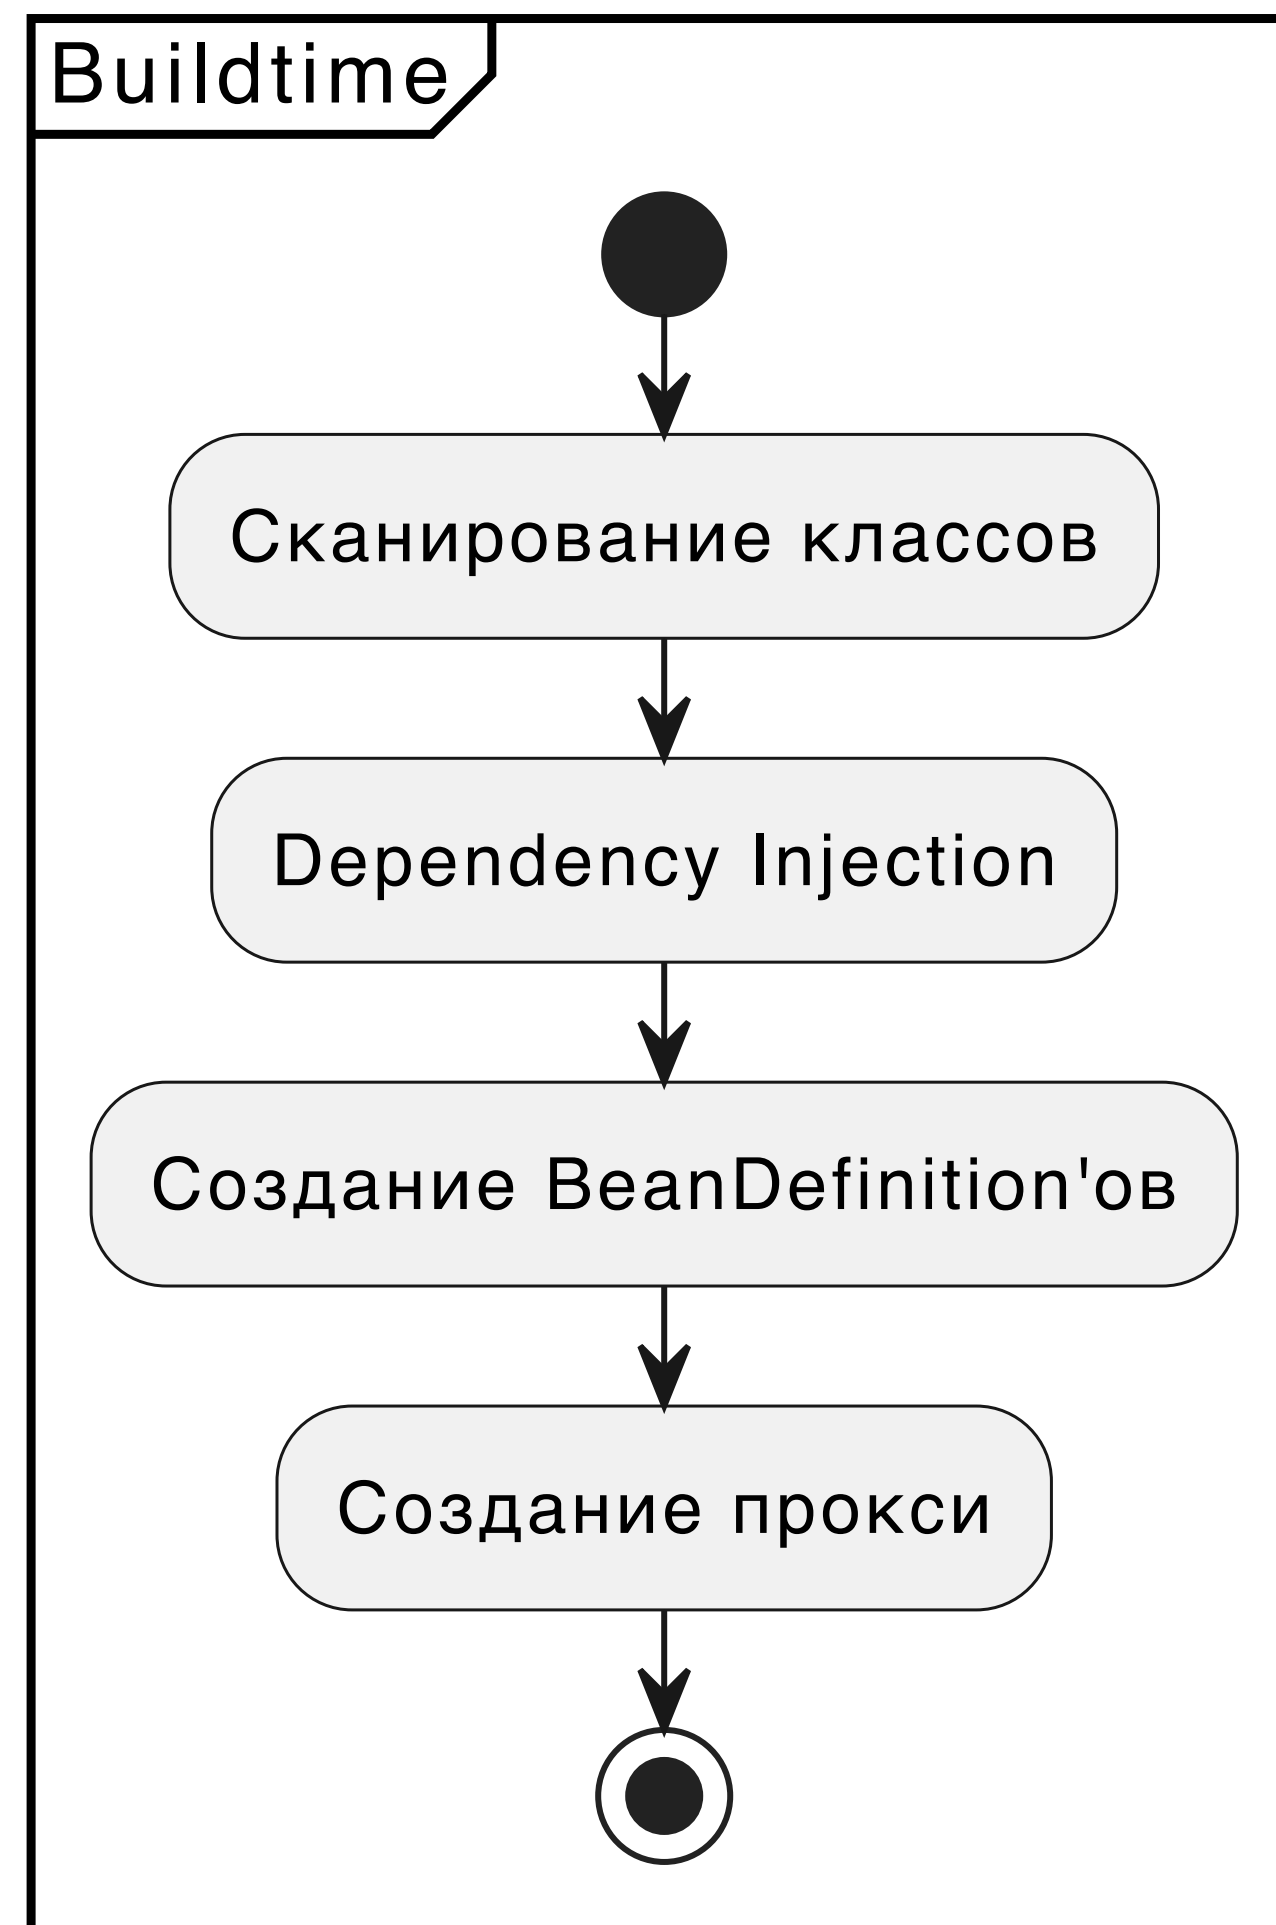 Buildtime
Сканирование классов
Dependency Injection
Создание BeanDefinition'ов
Создание прокси